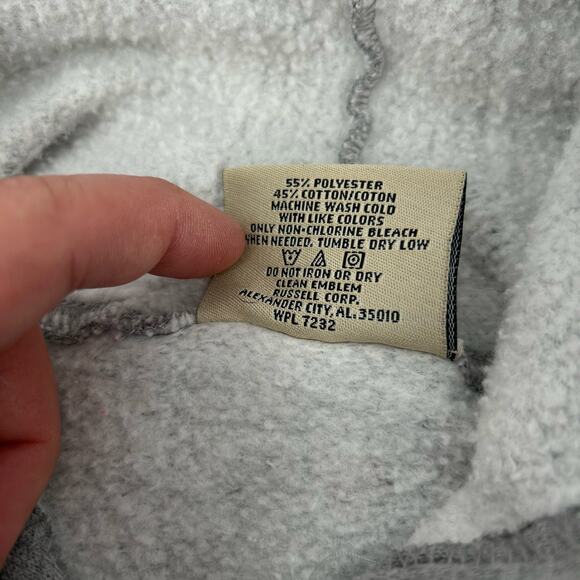 55% POLYESTER
45% COTTON/COTON
MACHINE WASH COLD
WITH LIKE COLORS
ONLY NON-CHLORINE BLEACH
WHEN NEEDED, TUMBLE DRY LOW
DO NOT IRON OR DRY
CLEAN EMBLEM
RUSSELL CORP.
ALEXANDER CITY, AL. 35010
WPL 7232